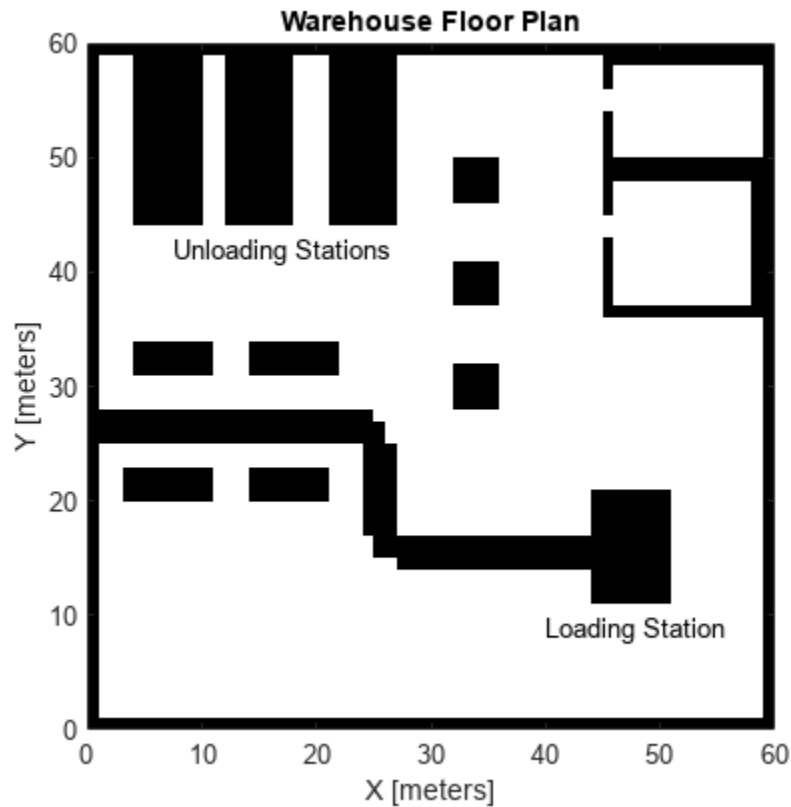 Warehouse Floor Plan
60
50
Unloading Stations
40
30
20
10
Loading Station
0
0 10 20 30 40 50 60
X [meters]
Y [meters]